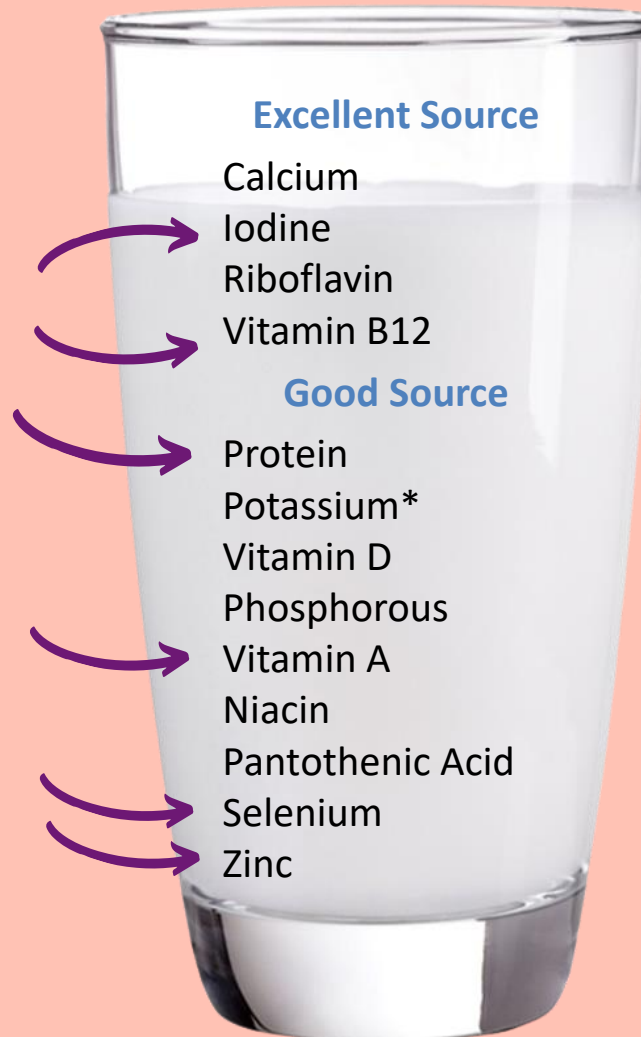 Excellent Source
Calcium
Iodine
Riboflavin
Vitamin B12
Good Source
Protein
Potassium*
Vitamin D
Phosphorous
Vitamin A
Niacin
Pantothenic Acid
Selenium
Zinc